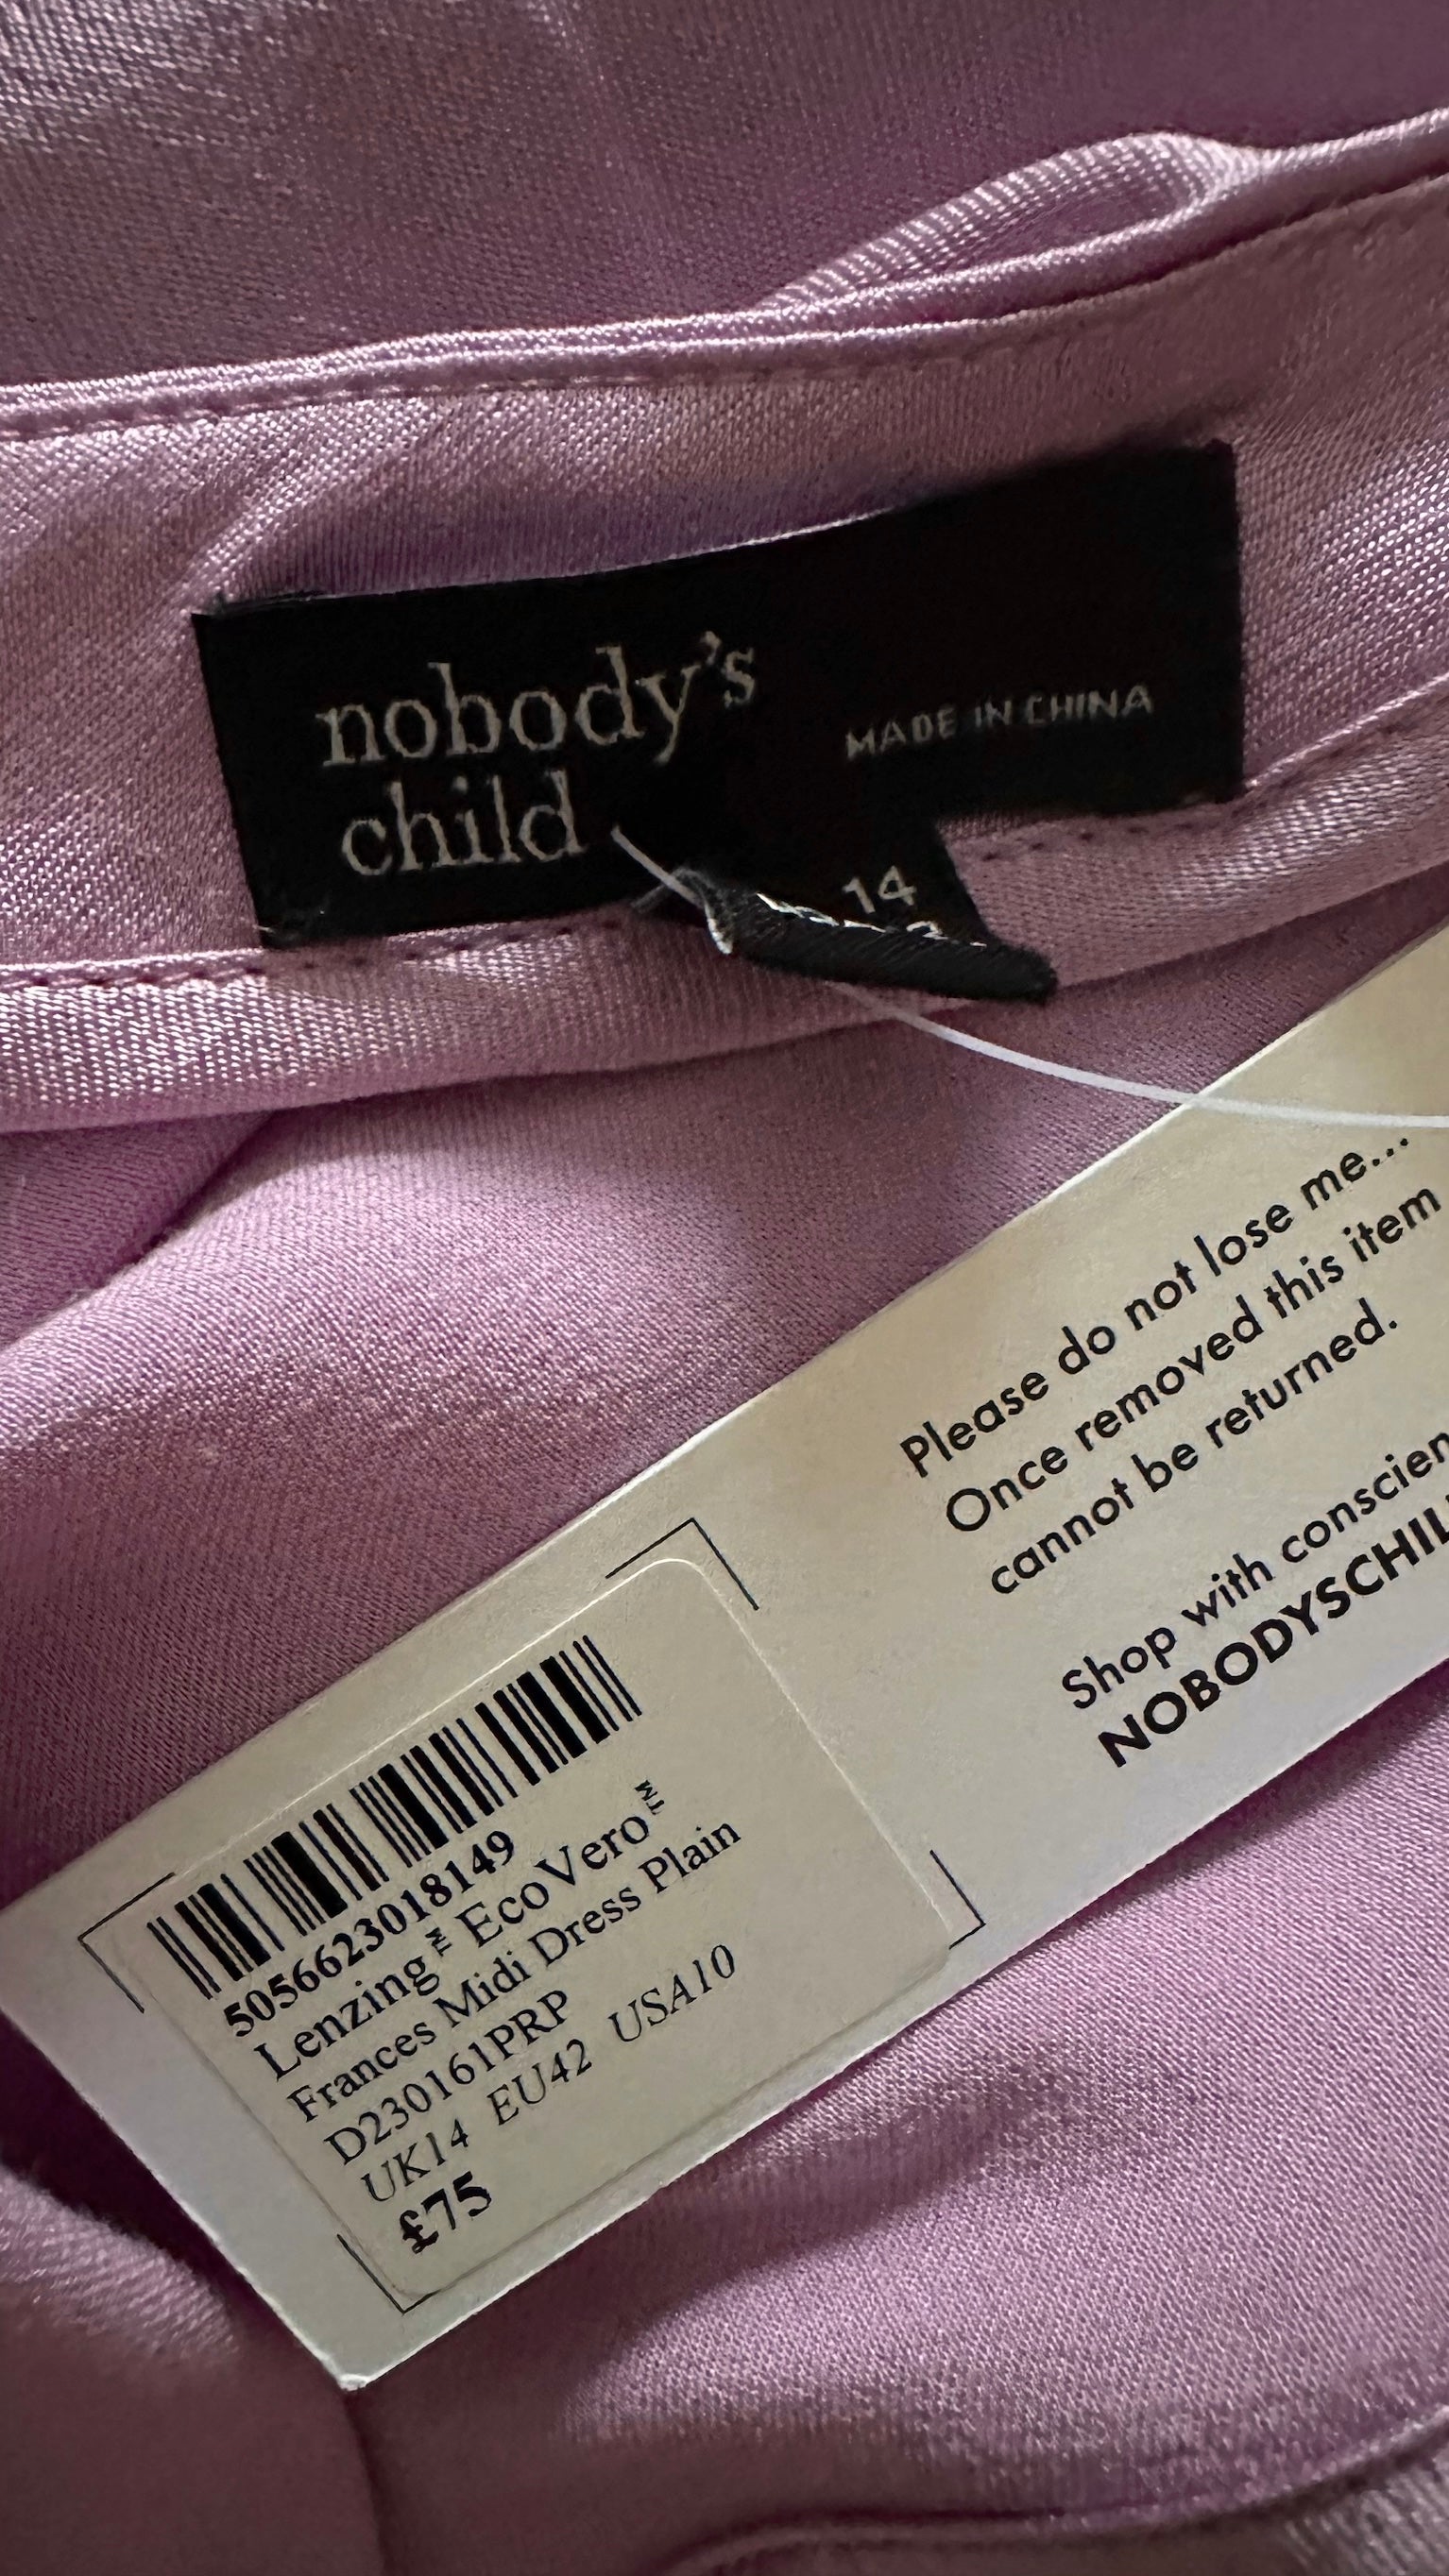 nobody's
child
MADE IN CHINA
14
Please do not lose me...
Once removed this item
cannot be returned.
Shop with conscien
NOBODYSCHIL
5056623018149
Lenzing™ EcoVero™
Frances Midi Dress Plain
D230161PRP
UK14 EU42 USA10
£75